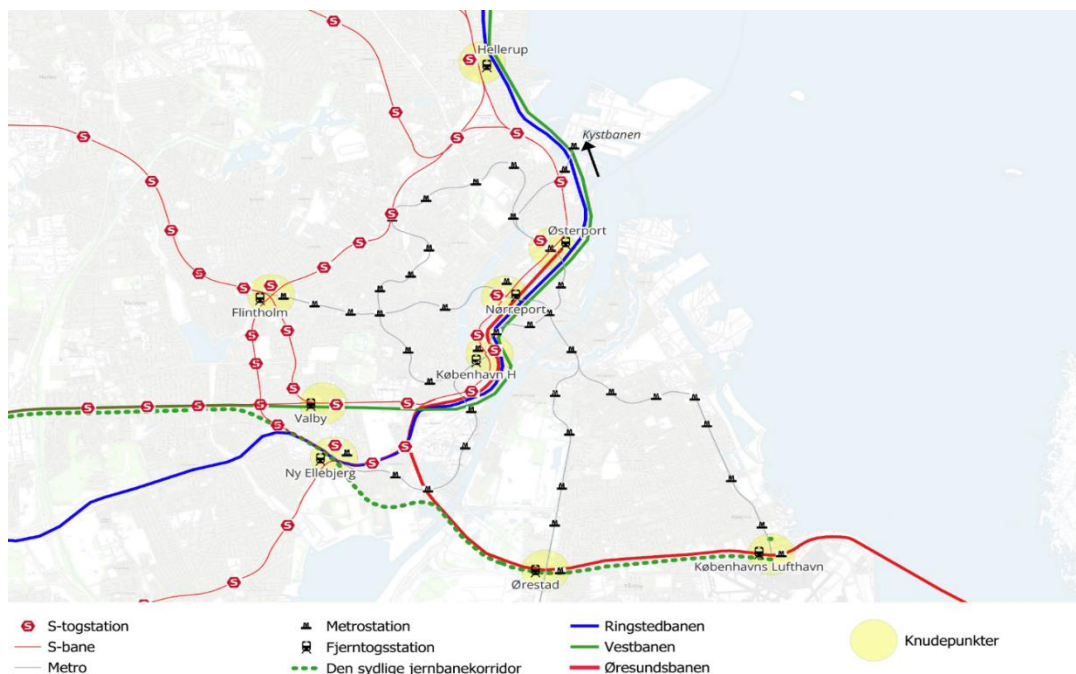 Hellerup
Kystbanen
Østerport
Nørreport
Flintholm
København H
Valby
Ny Ellebjerg
Københavns Lufthavn
Ørestad
S-togstation
S-bane
Metro
Metrostation
Fjerntogsstation
Den sydlige jernbanekorridor
Ringstedbanen
Vestbanen
Øresundsbanen
Knudepunkter